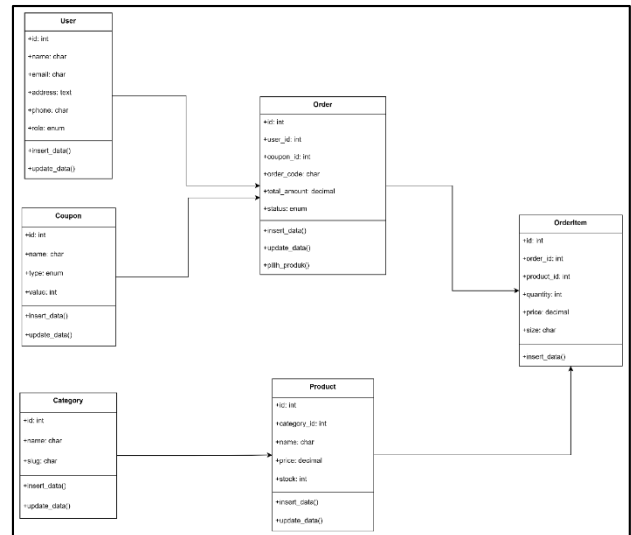 User
+id: int
+name: char
+email: char
+address: text
+phone: char
+role: enum
+insert_data()
+update_data()
Coupon
+id: int
+name: char
+type: enum
+value: int
+insert_data()
+update_data()
Category
+id: int
+name: char
+slug: char
+insert_data()
+update_data()
Order
+id: int
+user_id: int
+coupon_id: int
+order_code: char
+total_amount: decimal
+status: enum
+insert_data()
+update_data()
+pilih_produk()
Product
+id: int
+category_id: int
+name: char
+price: decimal
+stock: int
+insert_data()
+update_data()
OrderItem
+id: int
+order_id: int
+product_id: int
+quantity: int
+price: decimal
+size: char
+insert_data()